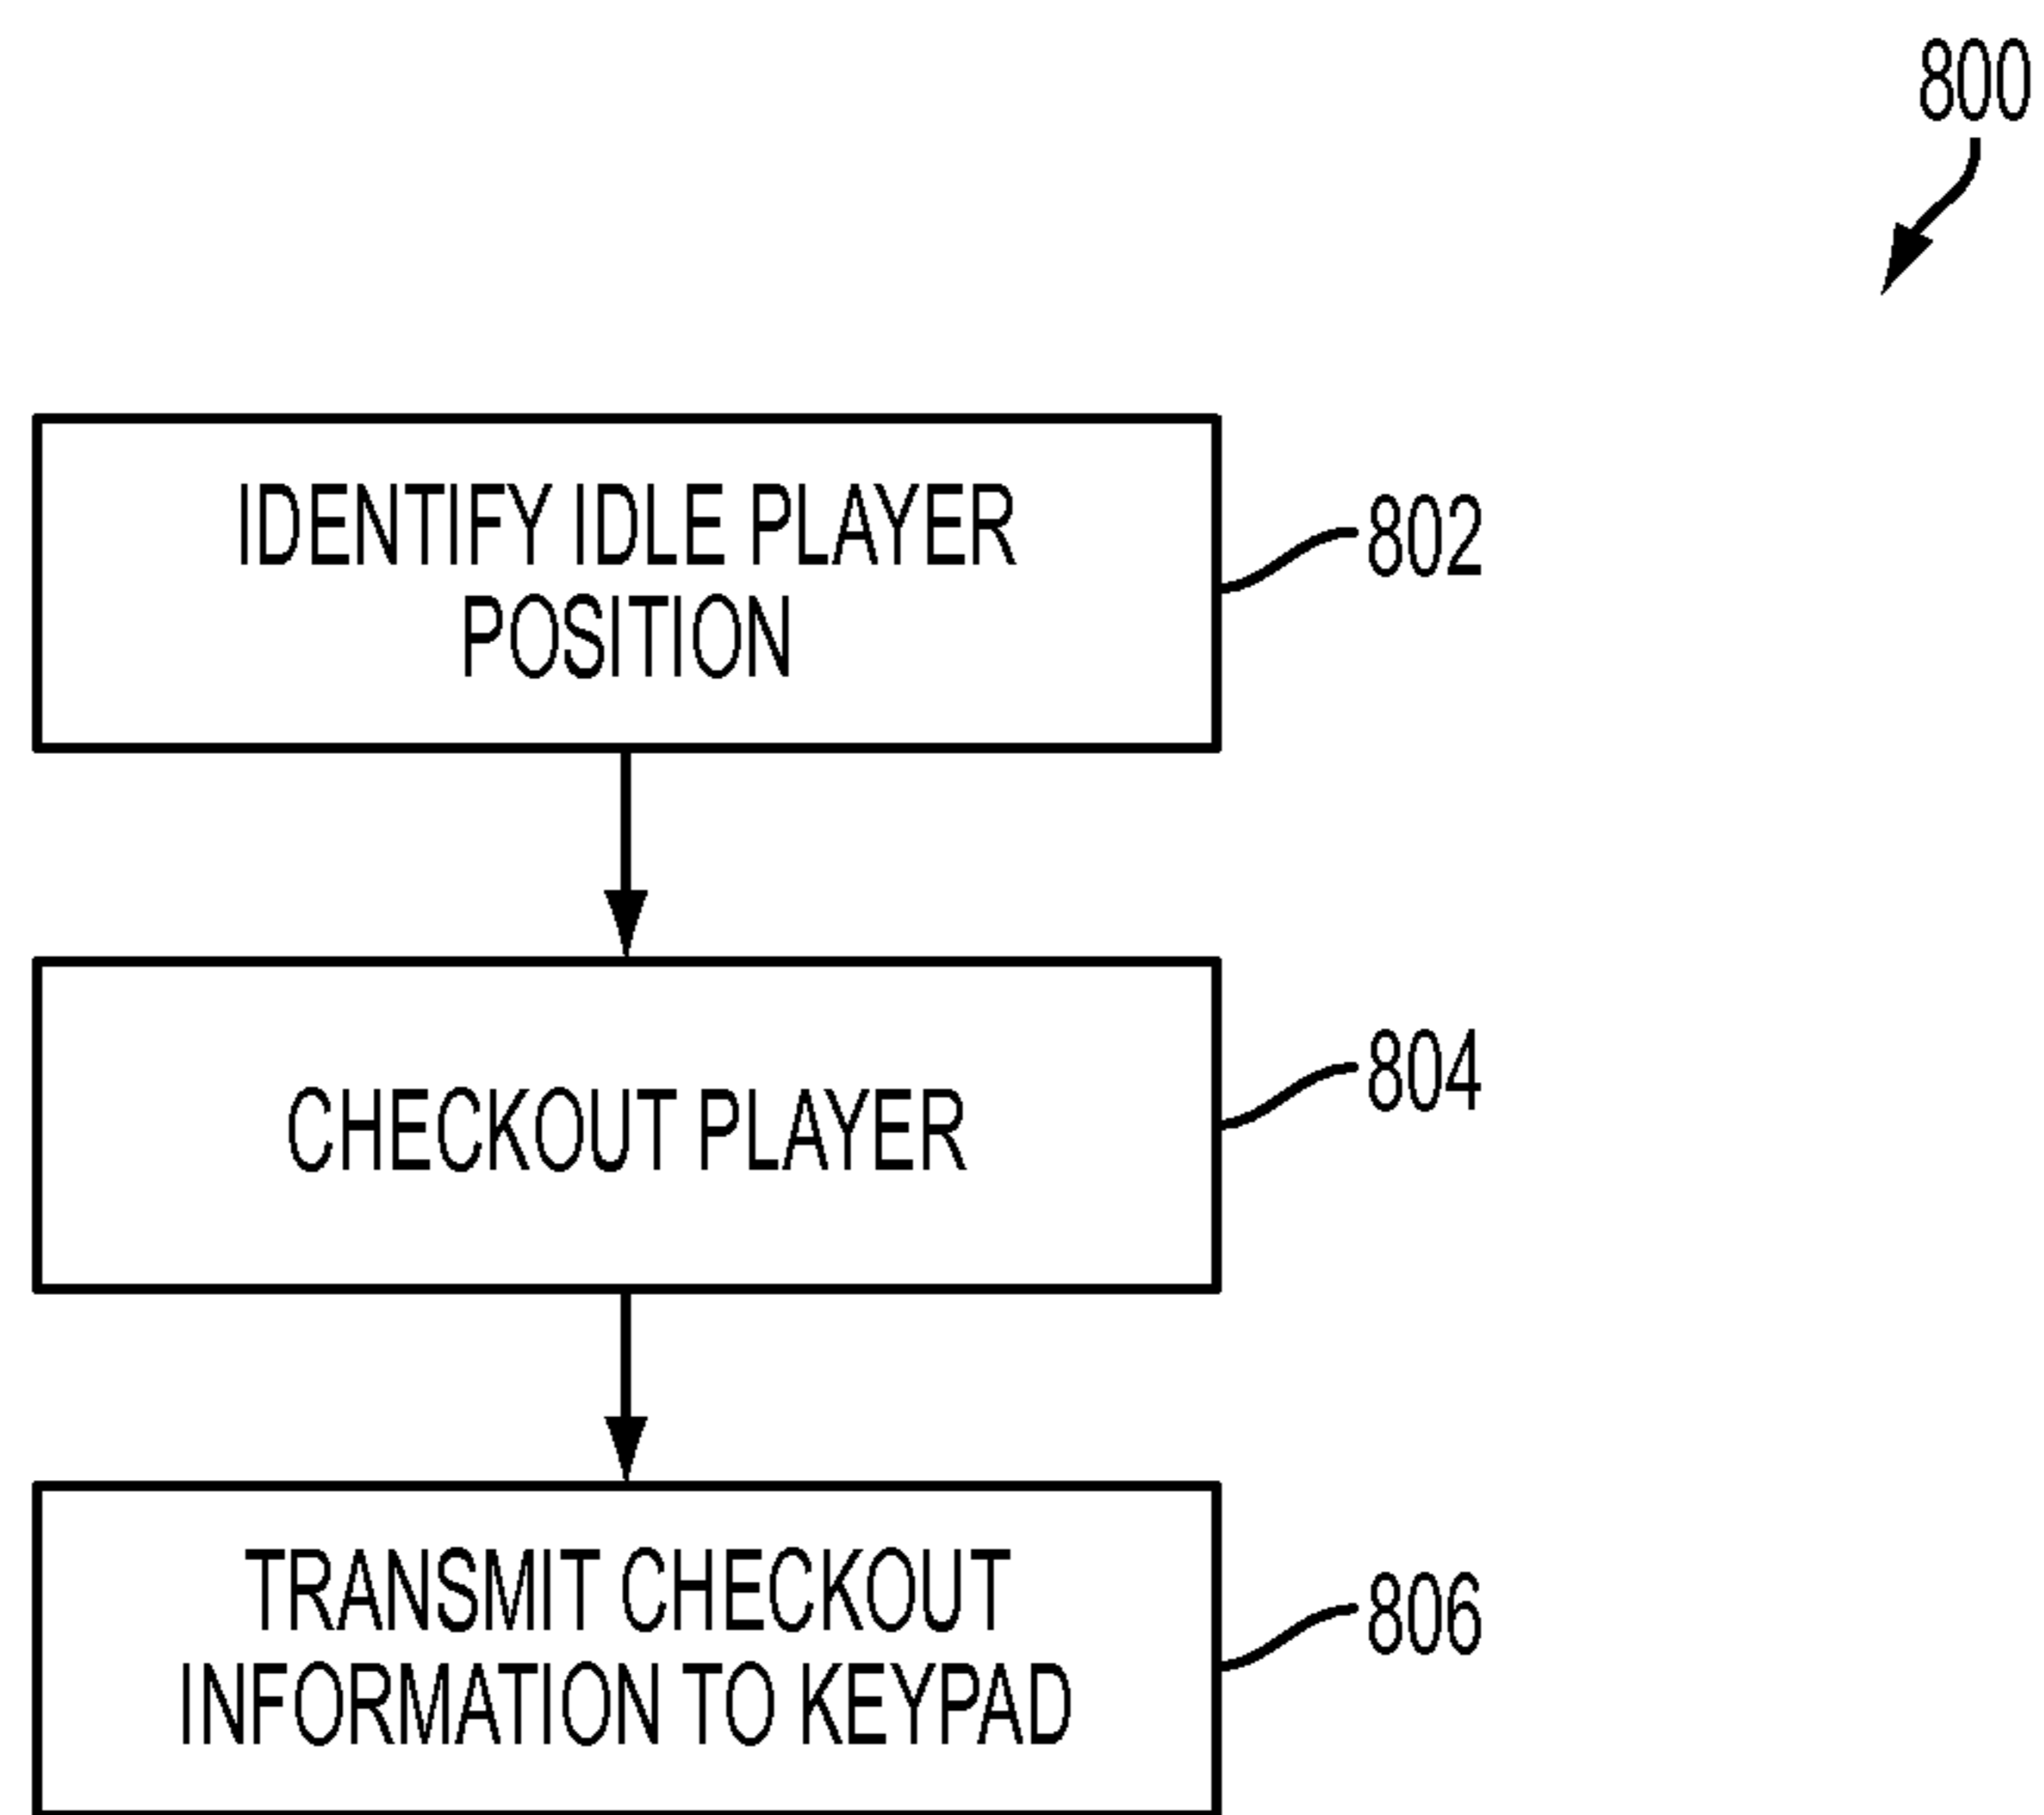 800
IDENTIFY IDLE PLAYER
POSITION
802
CHECKOUT PLAYER
804
TRANSMIT CHECKOUT
INFORMATION TO KEYPAD
806